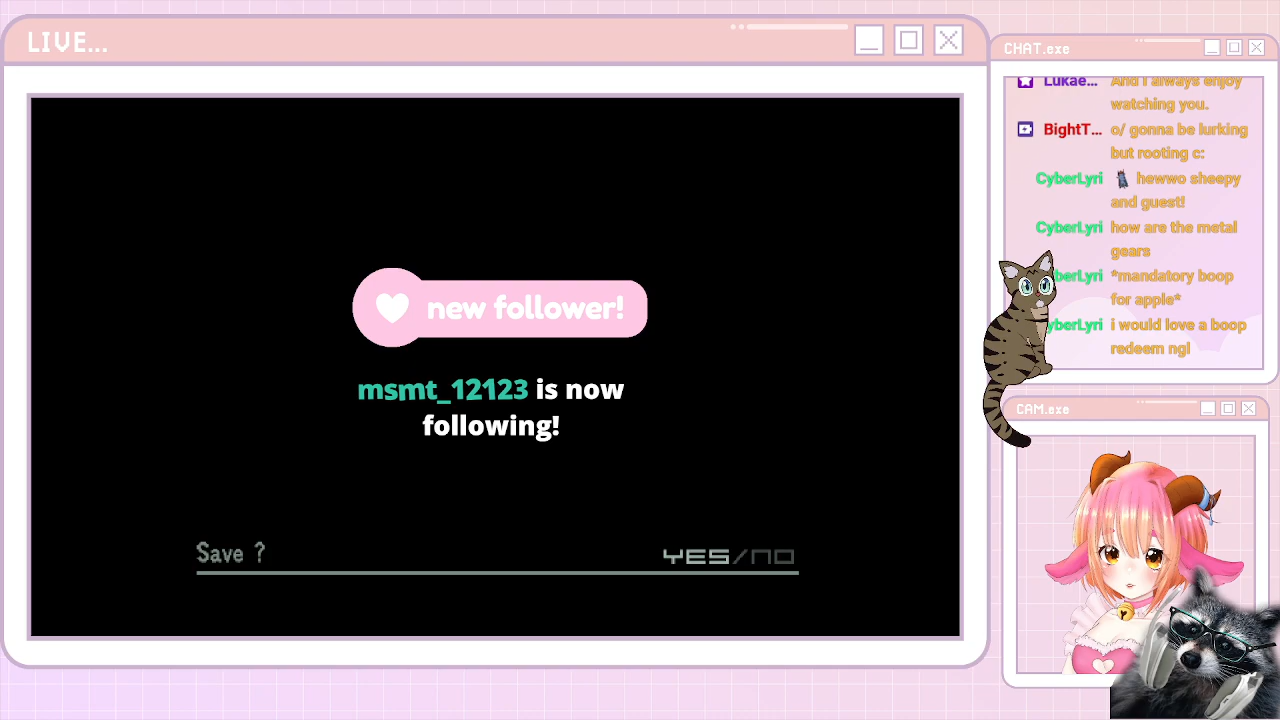 LIVE...
new follower!
msmt_12123 is now
following!
Save ?
YES/NO
CHAT.exe
Lukae... And I always enjoy
watching you.
BightT... o/ gonna be lurking
but rooting c:
CyberLyri hewwo sheepy
and guest!
CyberLyri how are the metal
gears
berLyri *mandatory boop
for apple*
yberLyri i would love a boop
redeem ngl
CAM.exe